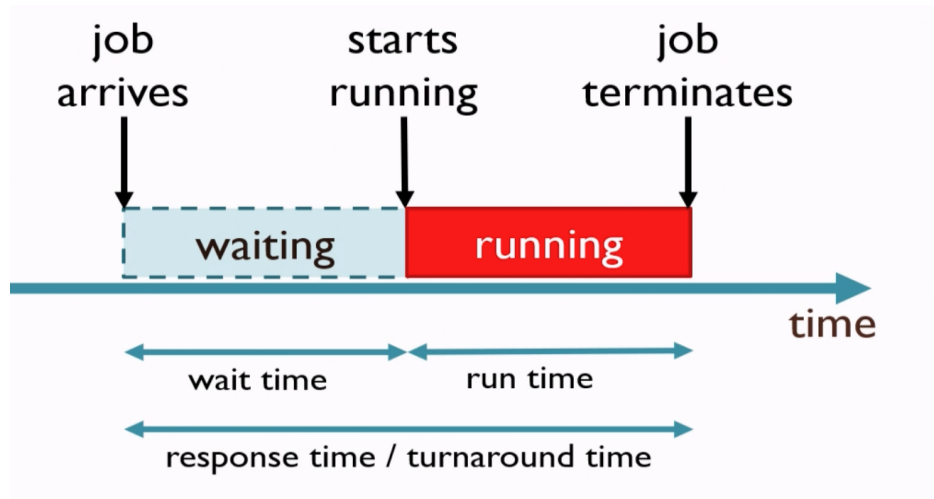 job
arrives
starts
running
job
terminates
waiting
running
time
wait time
run time
response time / turnaround time